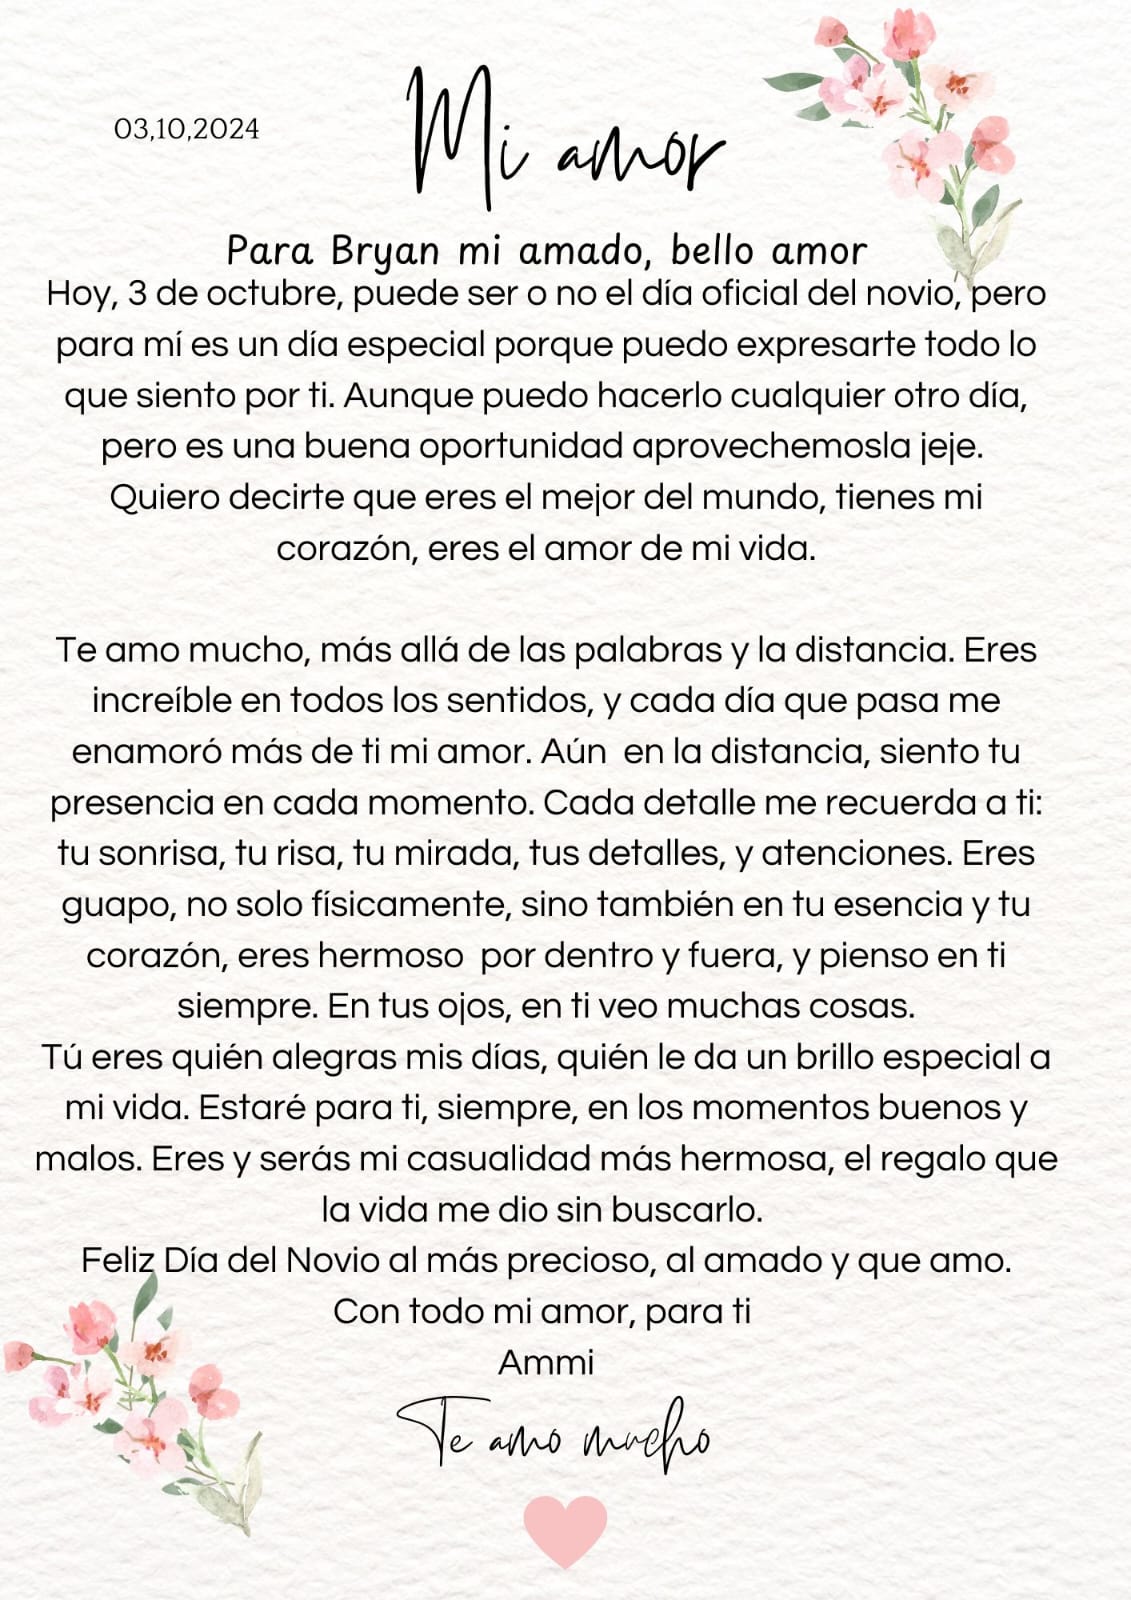 03,10,2024
Mi amor
Para Bryan mi amado, bello amor
Hoy, 3 de octubre, puede ser o no el día oficial del novio, pero
para mí es un día especial porque puedo expresarte todo lo
que siento por ti. Aunque puedo hacerlo cualquier otro día,
pero es una buena oportunidad aprovechemosla jeje.
Quiero decirte que eres el mejor del mundo, tienes mi
corazón, eres el amor de mi vida.
Te amo mucho, más allá de las palabras y la distancia. Eres
increíble en todos los sentidos, y cada día que pasa me
enamoró más de ti mi amor. Aún  en la distancia, siento tu
presencia en cada momento. Cada detalle me recuerda a ti:
tu sonrisa, tu risa, tu mirada, tus detalles, y atenciones. Eres
guapo, no solo físicamente, sino también en tu esencia y tu
corazón, eres hermoso  por dentro y fuera, y pienso en ti
siempre. En tus ojos, en ti veo muchas cosas.
Tú eres quién alegras mis días, quién le da un brillo especial a
mi vida. Estaré para ti, siempre, en los momentos buenos y
malos. Eres y serás mi casualidad más hermosa, el regalo que
la vida me dio sin buscarlo.
Feliz Día del Novio al más precioso, al amado y que amo.
Con todo mi amor, para ti
Ammi
Te amo mucho